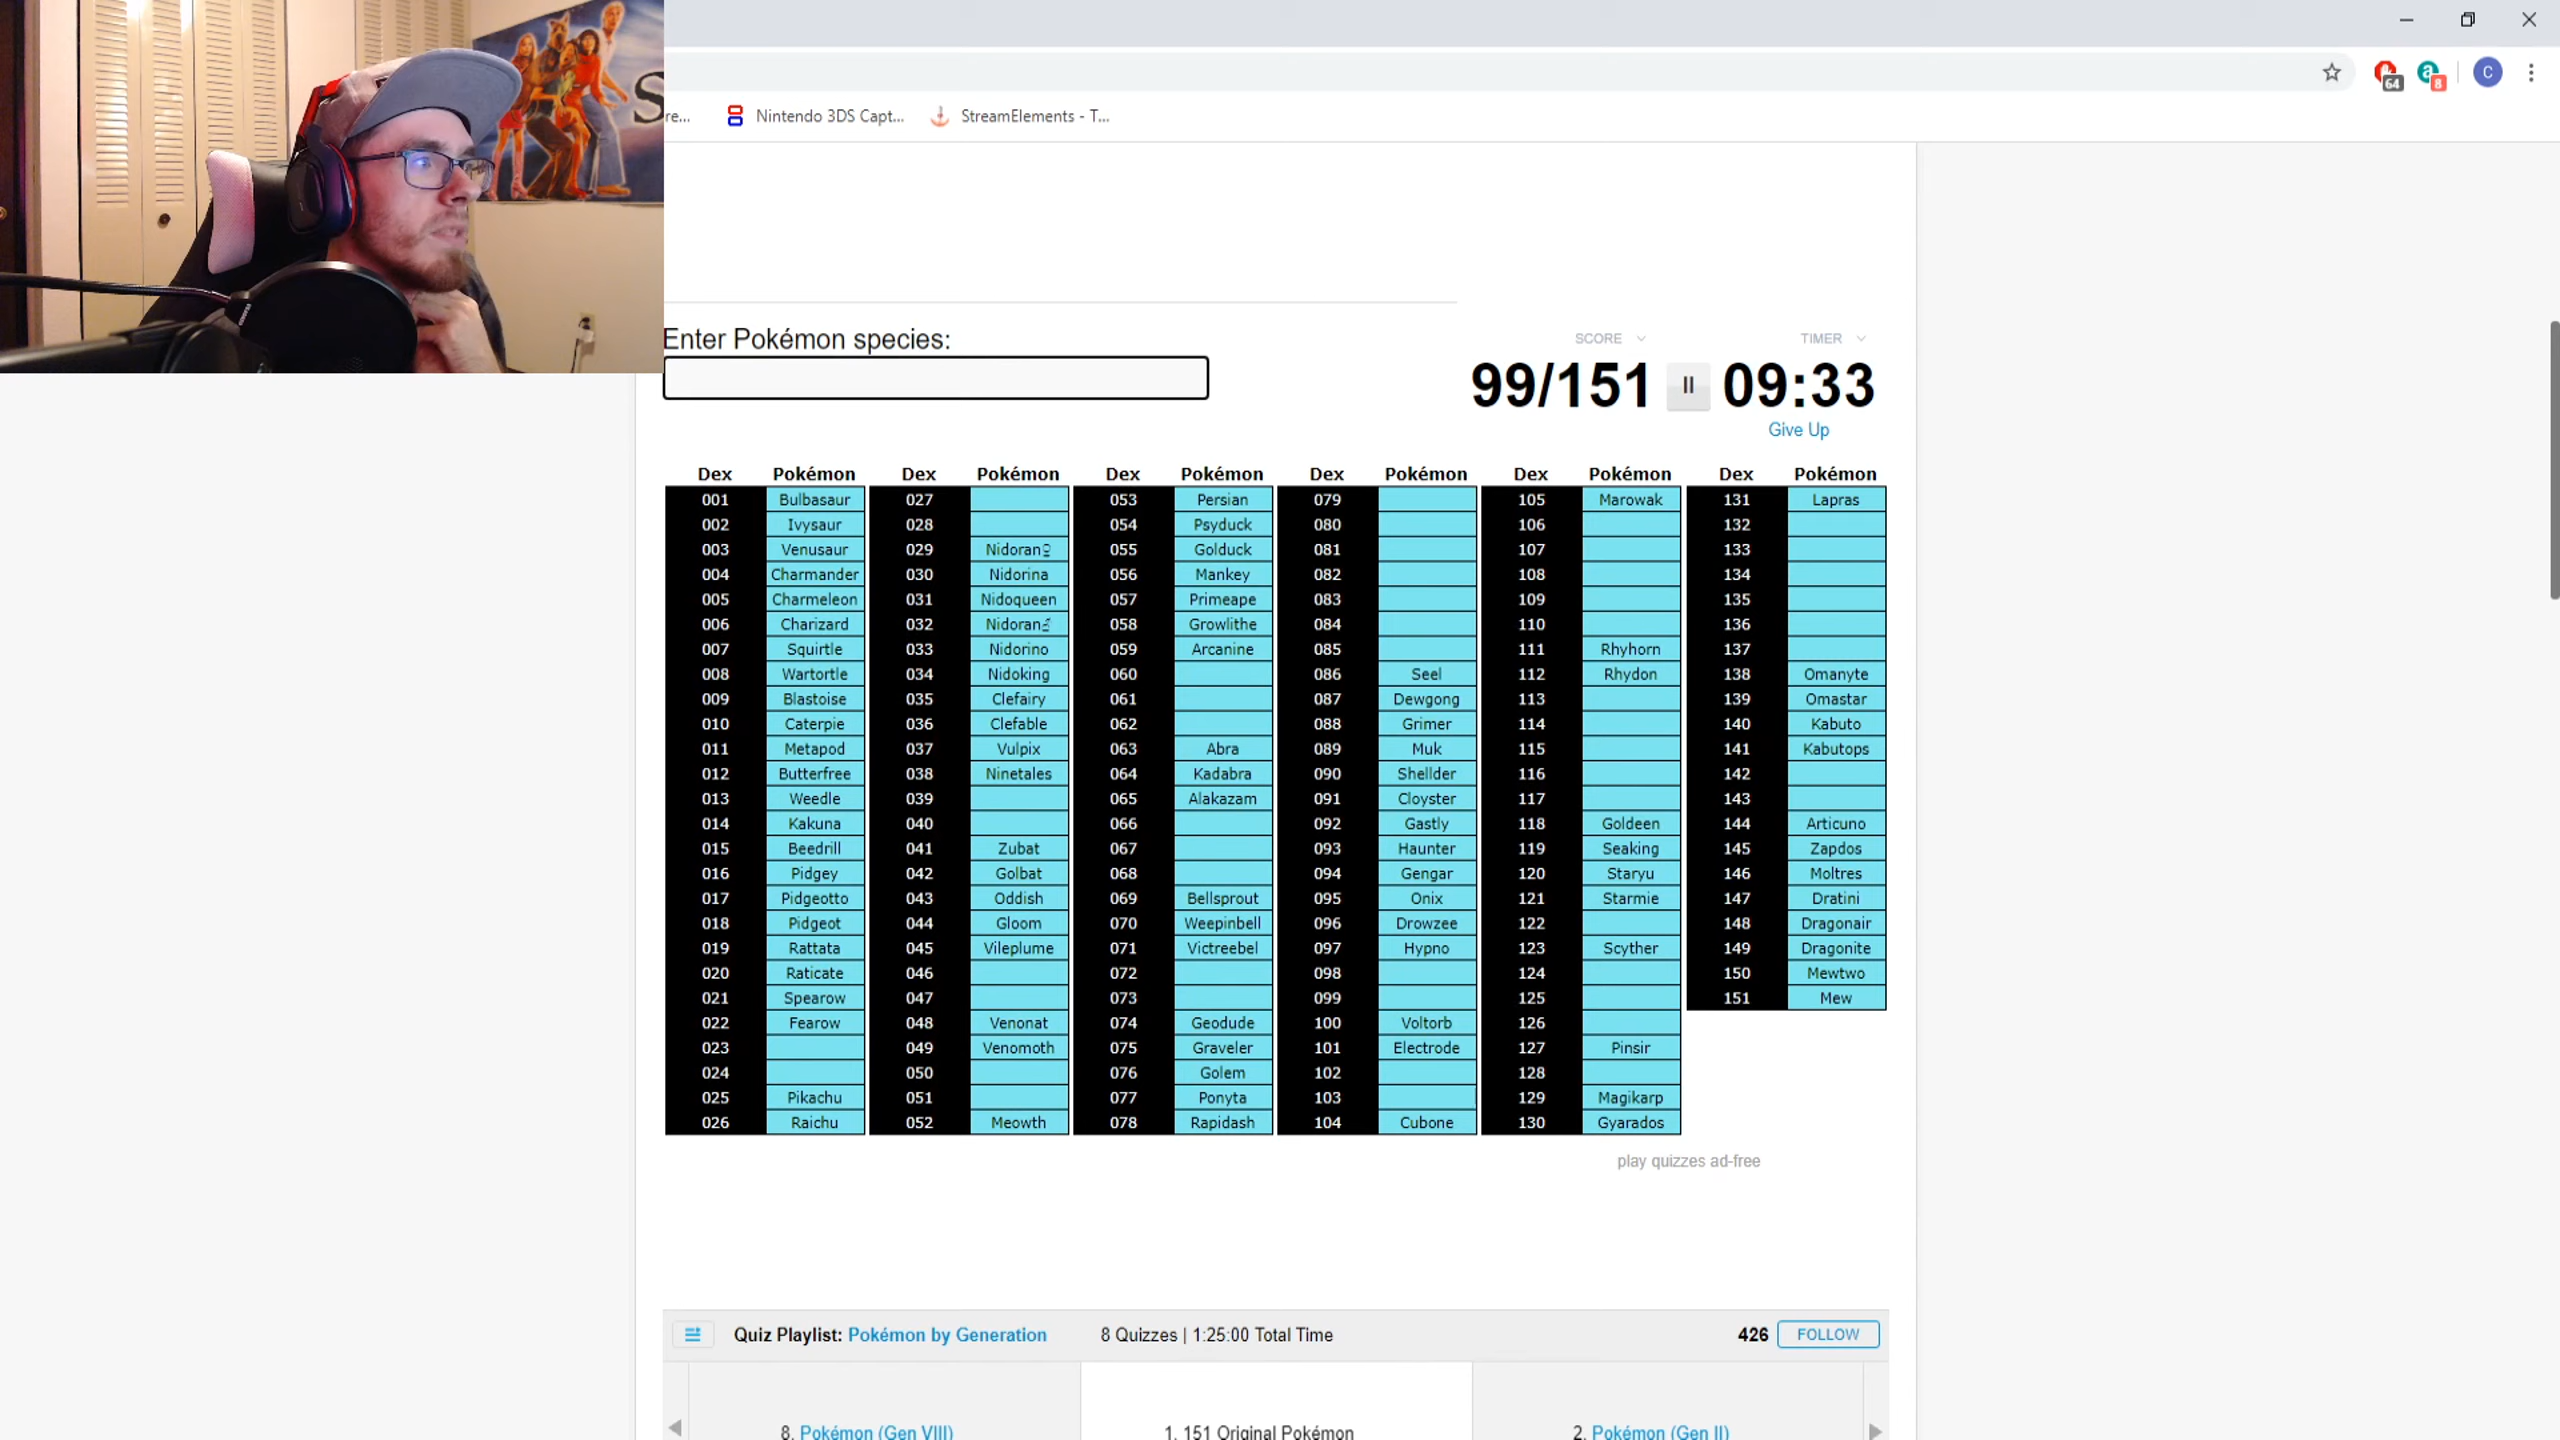 S
64
8
C
re...
Nintendo 3DS Capt...
StreamElements - T...
Enter Pokémon species:
SCORE
TIMER
99/151
09:33
Give Up
Dex Pokémon Dex Pokémon Dex Pokémon Dex Pokémon Dex Pokémon Dex Pokémon
001 Bulbasaur 027 053 Persian 079 105 Marowak 131 Lapras
002 Ivysaur 028 054 Psyduck 080 106 132
003 Venusaur 029 Nidoran♀ 055 Golduck 081 107 133
004 Charmander 030 Nidorina 056 Mankey 082 108 134
005 Charmeleon 031 Nidoqueen 057 Primeape 083 109 135
006 Charizard 032 Nidoran♂ 058 Growlithe 084 110 136
007 Squirtle 033 Nidorino 059 Arcanine 085 111 Rhyhorn 137
008 Wartortle 034 Nidoking 060 086 Seel 112 Rhydon 138 Omanyte
009 Blastoise 035 Clefairy 061 087 Dewgong 113 139 Omastar
010 Caterpie 036 Clefable 062 088 Grimer 114 140 Kabuto
011 Metapod 037 Vulpix 063 Abra 089 Muk 115 141 Kabutops
012 Butterfree 038 Ninetales 064 Kadabra 090 Shellder 116 142
013 Weedle 039 065 Alakazam 091 Cloyster 117 143
014 Kakuna 040 066 092 Gastly 118 Goldeen 144 Articuno
015 Beedrill 041 Zubat 067 093 Haunter 119 Seaking 145 Zapdos
016 Pidgey 042 Golbat 068 094 Gengar 120 Staryu 146 Moltres
017 Pidgeotto 043 Oddish 069 Bellsprout 095 Onix 121 Starmie 147 Dratini
018 Pidgeot 044 Gloom 070 Weepinbell 096 Drowzee 122 148 Dragonair
019 Rattata 045 Vileplume 071 Victreebel 097 Hypno 123 Scyther 149 Dragonite
020 Raticate 046 072 098 124 150 Mewtwo
021 Spearow 047 073 099 125 151 Mew
022 Fearow 048 Venonat 074 Geodude 100 Voltorb 126
023 049 Venomoth 075 Graveler 101 Electrode 127 Pinsir
024 050 076 Golem 102 128
025 Pikachu 051 077 Ponyta 103 129 Magikarp
026 Raichu 052 Meowth 078 Rapidash 104 Cubone 130 Gyarados
play quizzes ad-free
Quiz Playlist: Pokémon by Generation 8 Quizzes | 1:25:00 Total Time 426 FOLLOW
8. Pokémon (Gen VIII) 1. 151 Original Pokémon 2. Pokémon (Gen II)